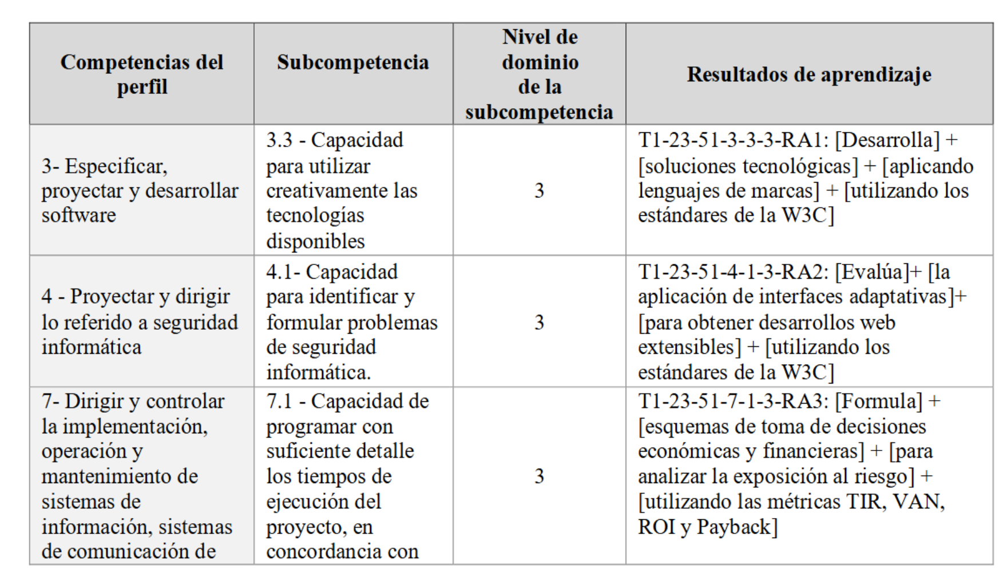 Competencias del
perfil
Subcompetencia
Nivel de
dominio
de la
subcompetencia
Resultados de aprendizaje
3- Especificar,
proyectar y desarrollar
software
3.3 - Capacidad
para utilizar
creativamente las
tecnologías
disponibles
3
T1-23-51-3-3-3-RA1: [Desarrolla] +
[soluciones tecnológicas] + [aplicando
lenguajes de marcas] + [utilizando los
estándares de la W3C]
4 - Proyectar y dirigir
lo referido a seguridad
informática
4.1- Capacidad
para identificar y
formular problemas
de seguridad
informática.
3
T1-23-51-4-1-3-RA2: [Evalúa]+ [la
aplicación de interfaces adaptativas]+
[para obtener desarrollos web
extensibles] + [utilizando los
estándares de la W3C]
7- Dirigir y controlar
la implementación,
operación y
mantenimiento de
sistemas de
información, sistemas
de comunicación de
7.1 - Capacidad de
programar con
suficiente detalle
los tiempos de
ejecución del
proyecto, en
concordancia con
3
T1-23-51-7-1-3-RA3: [Formula] +
[esquemas de toma de decisiones
económicas y financieras] + [para
analizar la exposición al riesgo] +
[utilizando las métricas TIR, VAN,
ROI y Payback]